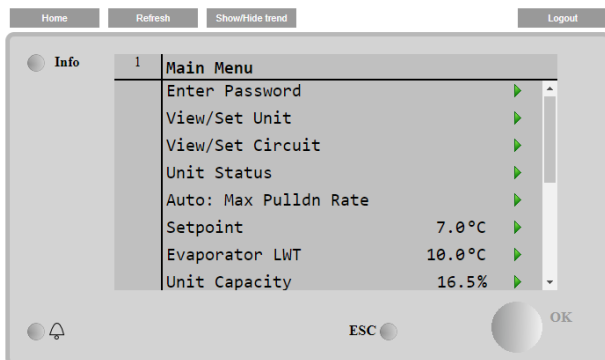 Home Refresh Show/Hide trend Logout
Info 1 Main Menu
Enter Password
View/Set Unit
View/Set Circuit
Unit Status
Auto: Max Pulldn Rate
Setpoint 7.0°C
Evaporator LWT 10.0°C
Unit Capacity 16.5%
ESC OK